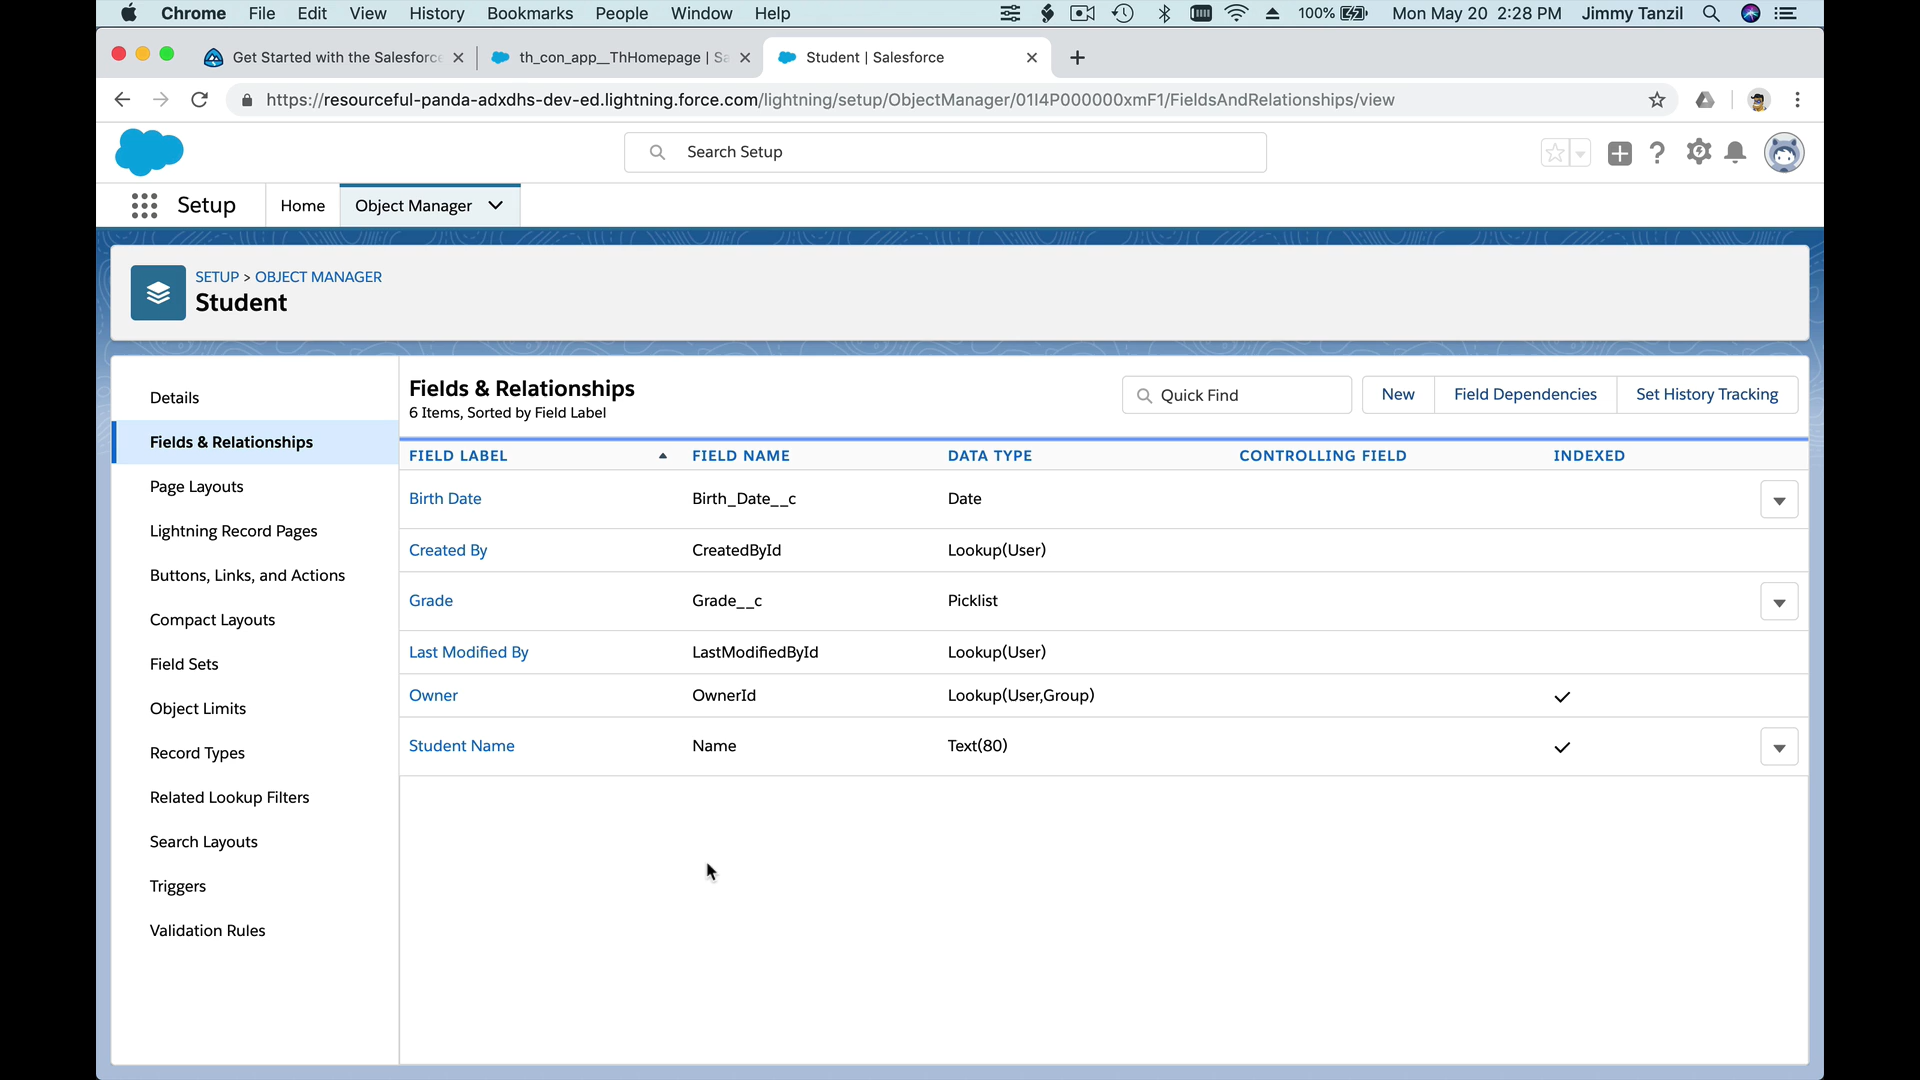 Chrome File Edit View History Bookmarks People Window Help 100% Mon May 20 2:28 PM Jimmy Tanzil
Get Started with the Salesforce th_con_app__ThHomepage | Sa Student | Salesforce
https://resourceful-panda-adxdhs-dev-ed.lightning.force.com/lightning/setup/ObjectManager/01I4P000000xmF1/FieldsAndRelationships/view
Search Setup
Setup Home Object Manager
SETUP > OBJECT MANAGER
Student
Details
Fields & Relationships
Page Layouts
Lightning Record Pages
Buttons, Links, and Actions
Compact Layouts
Field Sets
Object Limits
Record Types
Related Lookup Filters
Search Layouts
Triggers
Validation Rules
Fields & Relationships
6 Items, Sorted by Field Label
Quick Find New Field Dependencies Set History Tracking
FIELD LABEL FIELD NAME DATA TYPE CONTROLLING FIELD INDEXED
Birth Date Birth_Date__c Date
Created By CreatedById Lookup(User)
Grade Grade__c Picklist
Last Modified By LastModifiedById Lookup(User)
Owner OwnerId Lookup(User,Group)
Student Name Name Text(80)